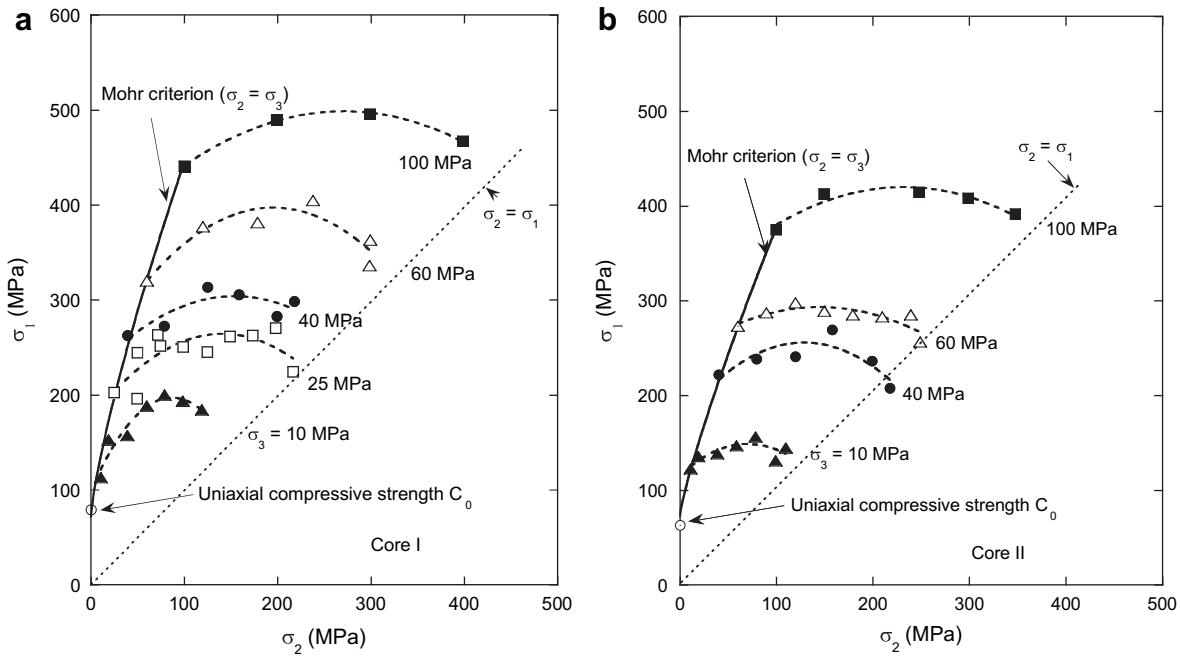 a
600
500
400
300
200
100
0
0 100 200 300 400 500
σ₁ (MPa)
σ₂ (MPa)
Mohr criterion (σ₂ = σ₃)
100 MPa
σ₂ = σ₁
60 MPa
40 MPa
25 MPa
σ₃ = 10 MPa
Uniaxial compressive strength C₀
Core I
b
600
500
400
300
200
100
0
0 100 200 300 400 500
σ₁ (MPa)
σ₂ (MPa)
σ₂ = σ₁
Mohr criterion (σ₂ = σ₃)
100 MPa
60 MPa
40 MPa
σ₃ = 10 MPa
Uniaxial compressive strength C₀
Core II